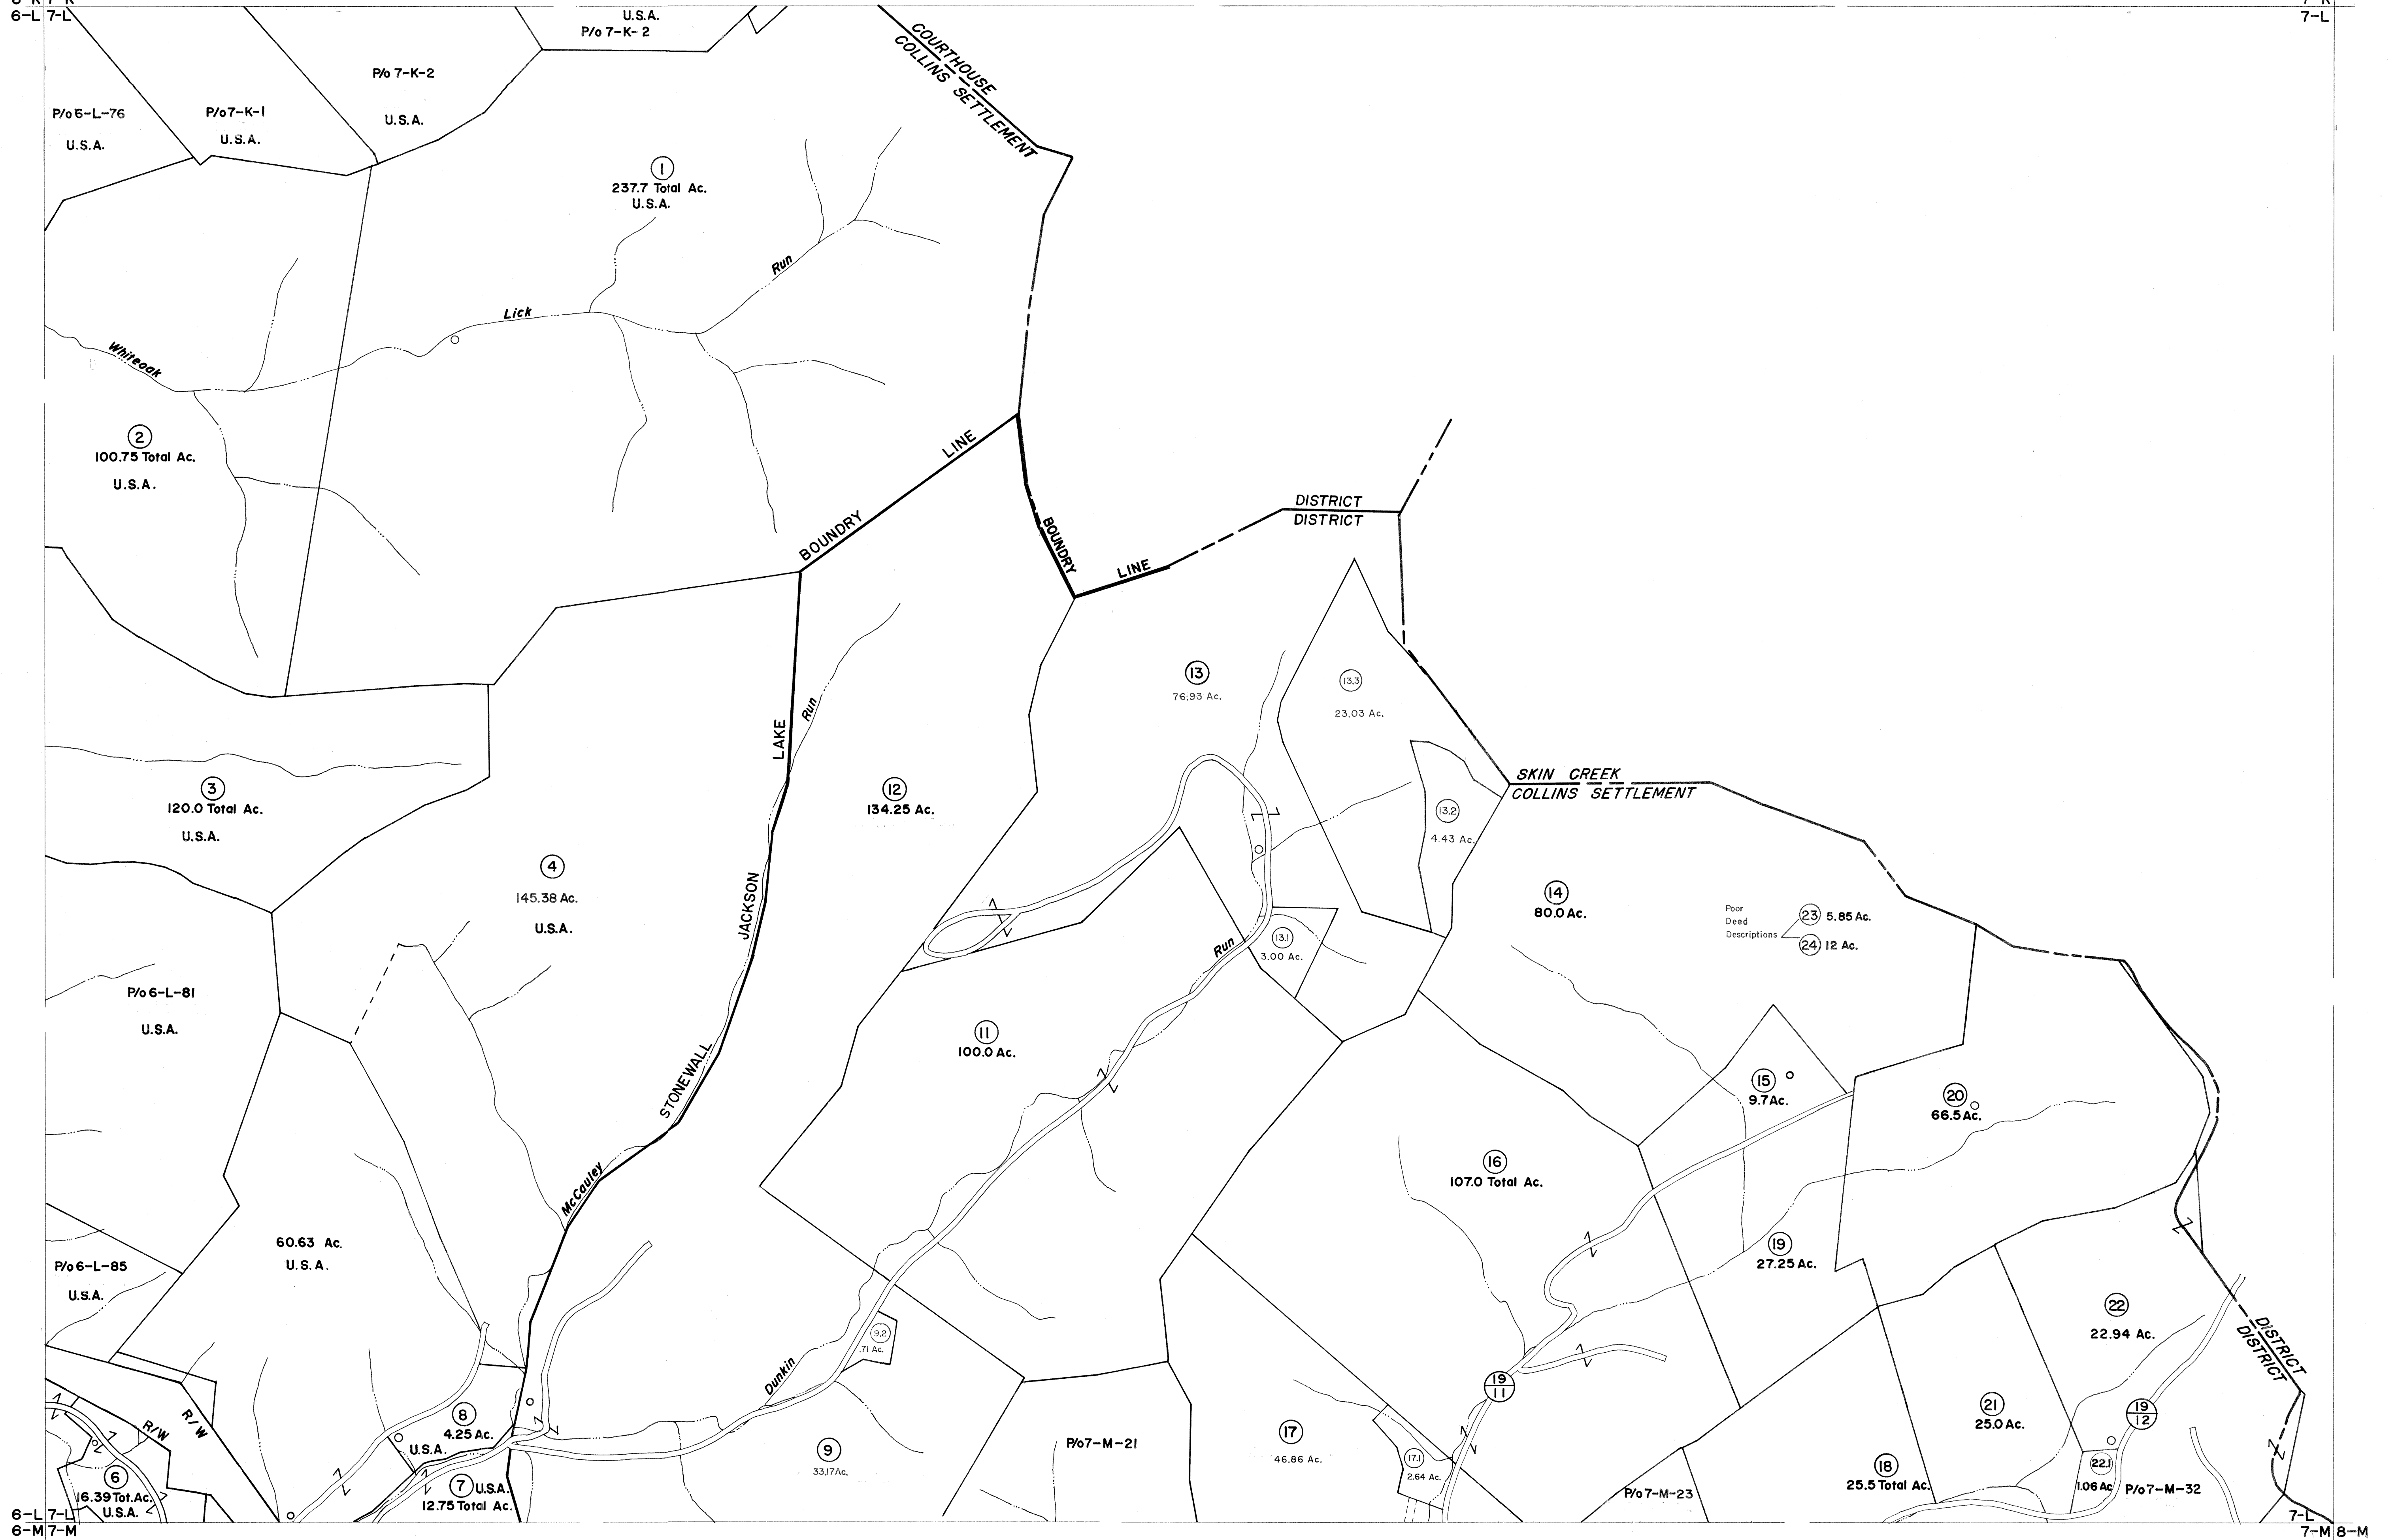 6-L 7-L
7-L
U.S.A.
P/o 7-K-2
P/o 7-K-2
U.S.A.
P/o 6-L-76
U.S.A.
P/o 7-K-1
U.S.A.
COURTHOUSE
COLLINS SETTLEMENT
1
237.7 Total Ac.
U.S.A.
Whiteoak
Lick
Run
2
100.75 Total Ac.
U.S.A.
BOUNDRY LINE
BOUNDRY LINE
DISTRICT
DISTRICT
3
120.0 Total Ac.
U.S.A.
4
145.38 Ac.
U.S.A.
STONEWALL JACKSON LAKE
McCauley Run
12
134.25 Ac.
13
76.93 Ac.
13.3
23.03 Ac.
13.2
4.43 Ac.
SKIN CREEK
COLLINS SETTLEMENT
13.1
3.00 Ac.
14
80.0 Ac.
Poor
Deed
Descriptions
23 5.85 Ac.
24 12 Ac.
P/o 6-L-81
U.S.A.
11
100.0 Ac.
15
9.7 Ac.
20
66.5 Ac.
16
107.0 Total Ac.
60.63 Ac.
U.S.A.
P/o 6-L-85
U.S.A.
19
27.25 Ac.
22
22.94 Ac.
DISTRICT
DISTRICT
9.2
.71 Ac.
Dunkin Run
19
11
R/W
R/W
8
4.25 Ac.
U.S.A.
9
33.17 Ac.
P/o 7-M-21
17
46.86 Ac.
17.1
2.64 Ac.
21
25.0 Ac.
19
12
6
16.39 Tot. Ac.
U.S.A.
7 U.S.A.
12.75 Total Ac.
P/o 7-M-23
18
25.5 Total Ac.
22.1
1.06 Ac
P/o 7-M-32
6-L 7-L
6-M 7-M
7-L
7-M 8-M